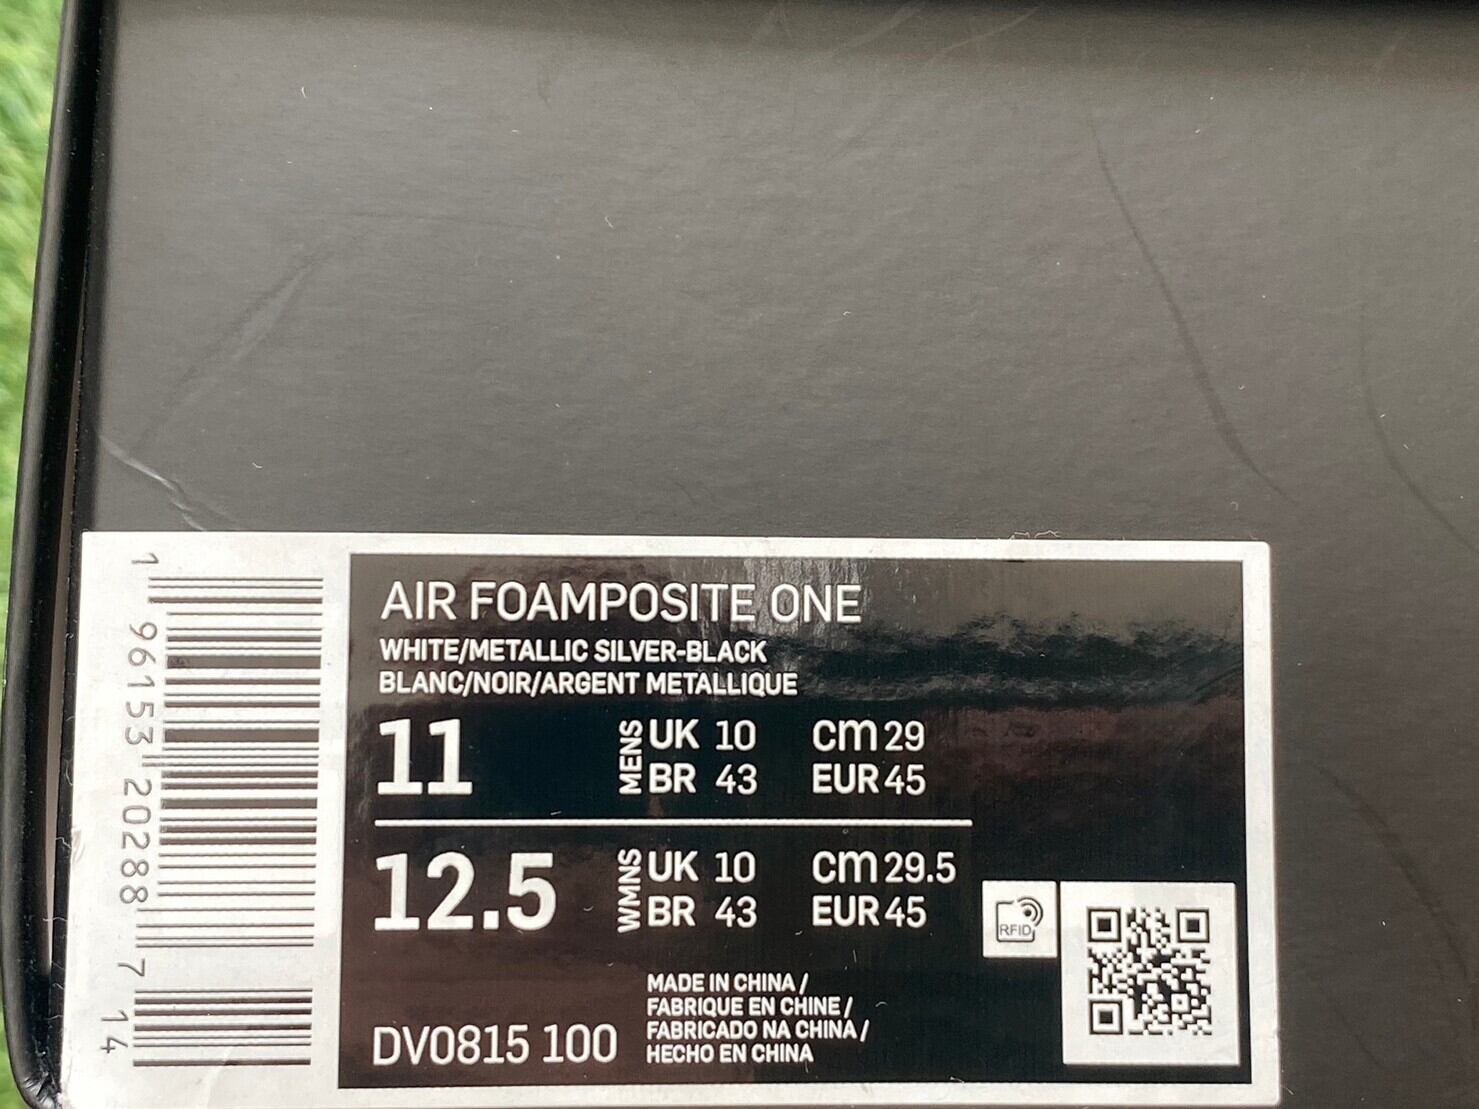 1 96153 20288 7 14
AIR FOAMPOSITE ONE
WHITE/METALLIC SILVER-BLACK
BLANC/NOIR/ARGENT METALLIQUE
11 MENS UK 10 CM 29
BR 43 EUR 45
12.5 WMNS UK 10 CM 29.5
BR 43 EUR 45
RFID
MADE IN CHINA /
FABRIQUE EN CHINE /
FABRICADO NA CHINA /
HECHO EN CHINA
DV0815 100